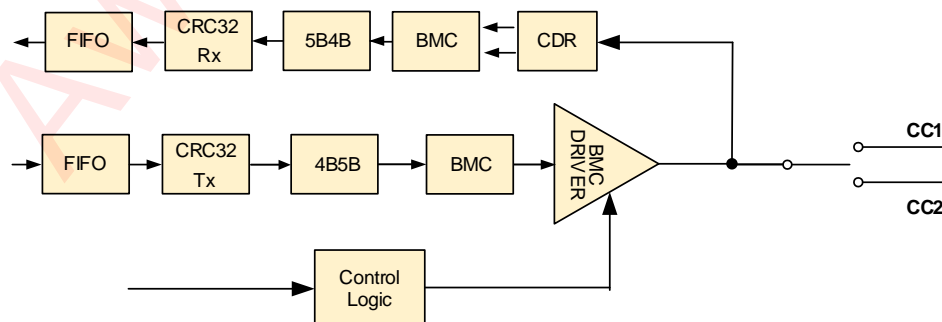 FIFO
CRC32
Rx
5B4B
BMC
CDR
FIFO
CRC32
Tx
4B5B
BMC
BMC
DRIVER
CC1
CC2
Control
Logic